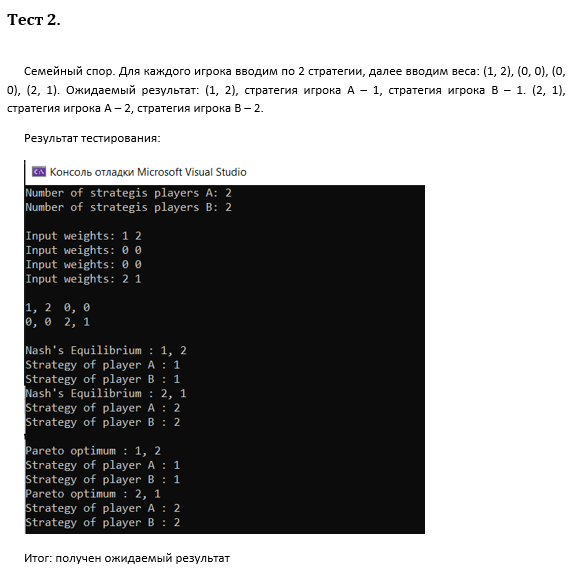 Тест 2.
Семейный спор. Для каждого игрока вводим по 2 стратегии, далее вводим веса: (1, 2), (0, 0), (0,
0), (2, 1). Ожидаемый результат: (1, 2), стратегия игрока А – 1, стратегия игрока В – 1. (2, 1),
стратегия игрока А – 2, стратегия игрока В – 2.
Результат тестирования:
Консоль отладки Microsoft Visual Studio
Number of strategis players A: 2
Number of strategis players B: 2
Input weights: 1 2
Input weights: 0 0
Input weights: 0 0
Input weights: 2 1
1, 2  0, 0
0, 0  2, 1
Nash's Equilibrium : 1, 2
Strategy of player A : 1
Strategy of player B : 1
Nash's Equilibrium : 2, 1
Strategy of player A : 2
Strategy of player B : 2
Pareto optimum : 1, 2
Strategy of player A : 1
Strategy of player B : 1
Pareto optimum : 2, 1
Strategy of player A : 2
Strategy of player B : 2
Итог: получен ожидаемый результат